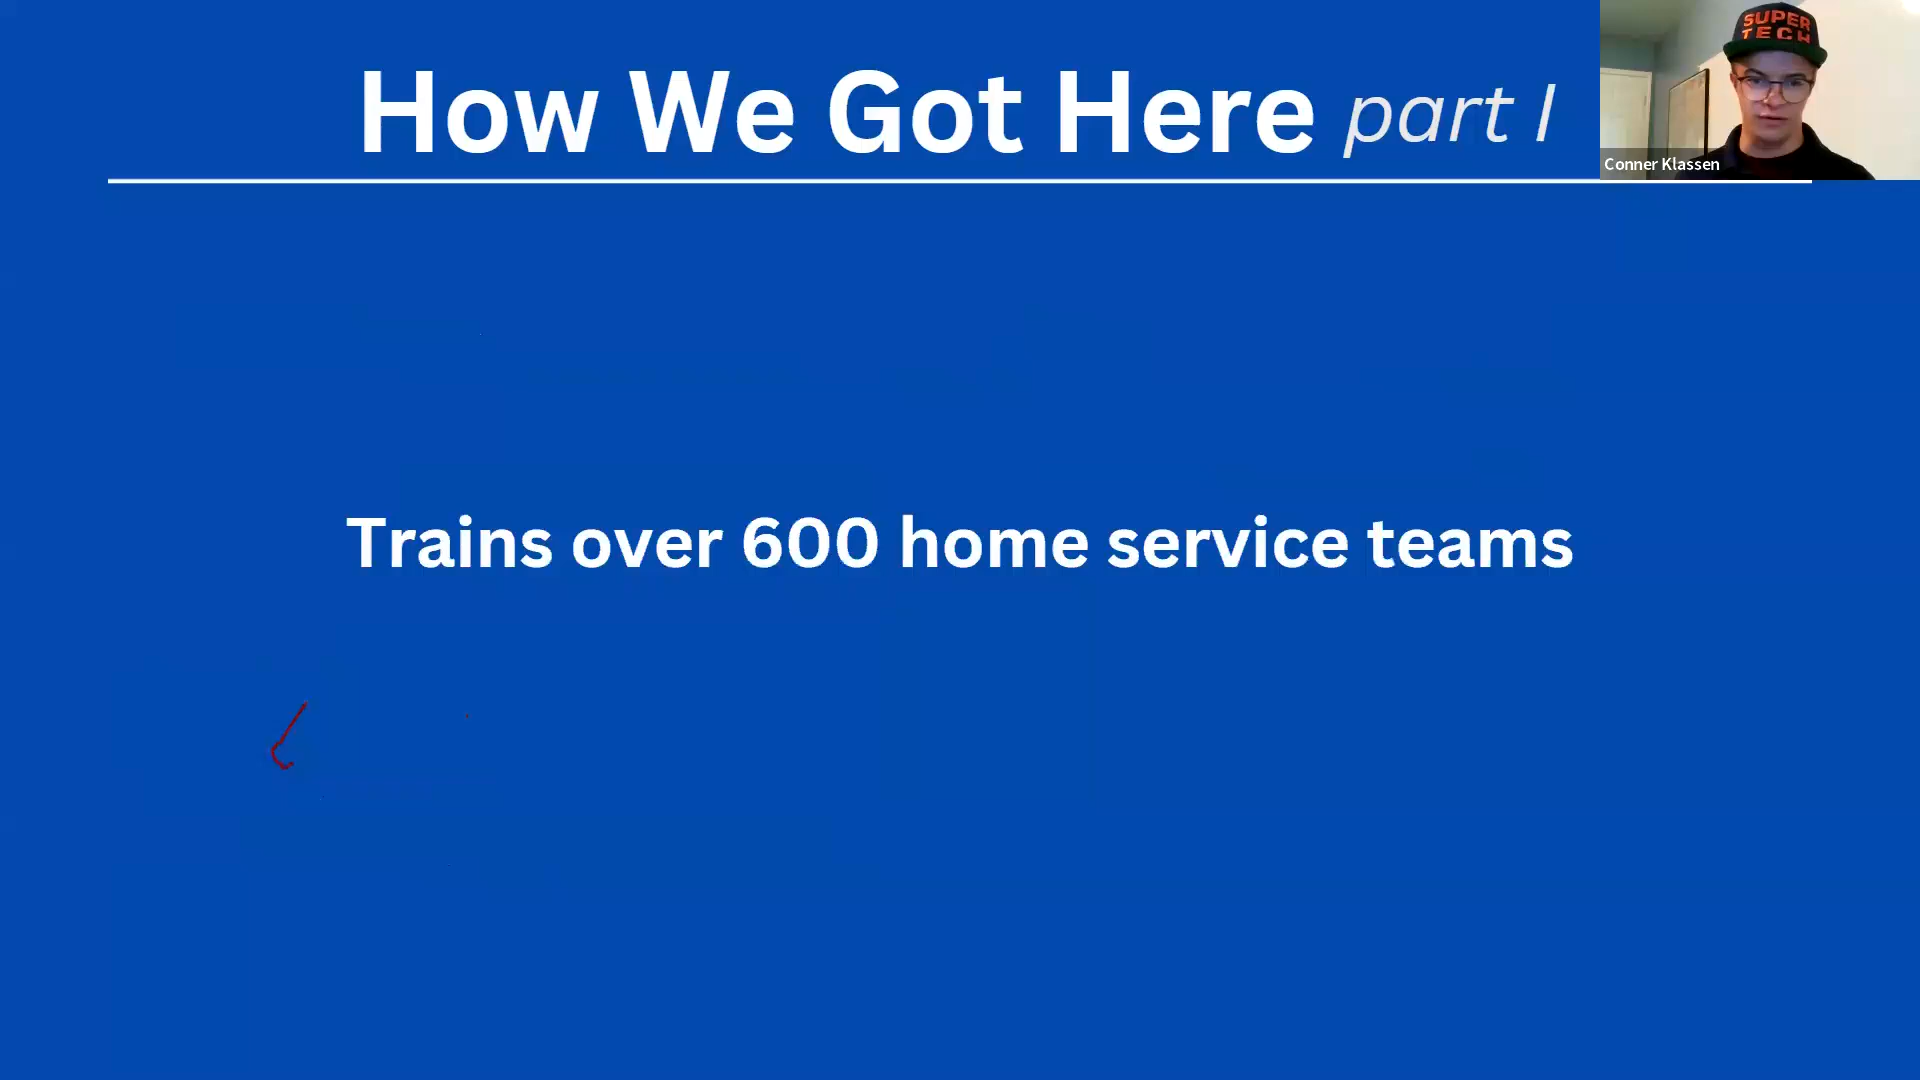 How We Got Here part I
SUPER
TECH
Conner Klassen
Trains over 600 home service teams